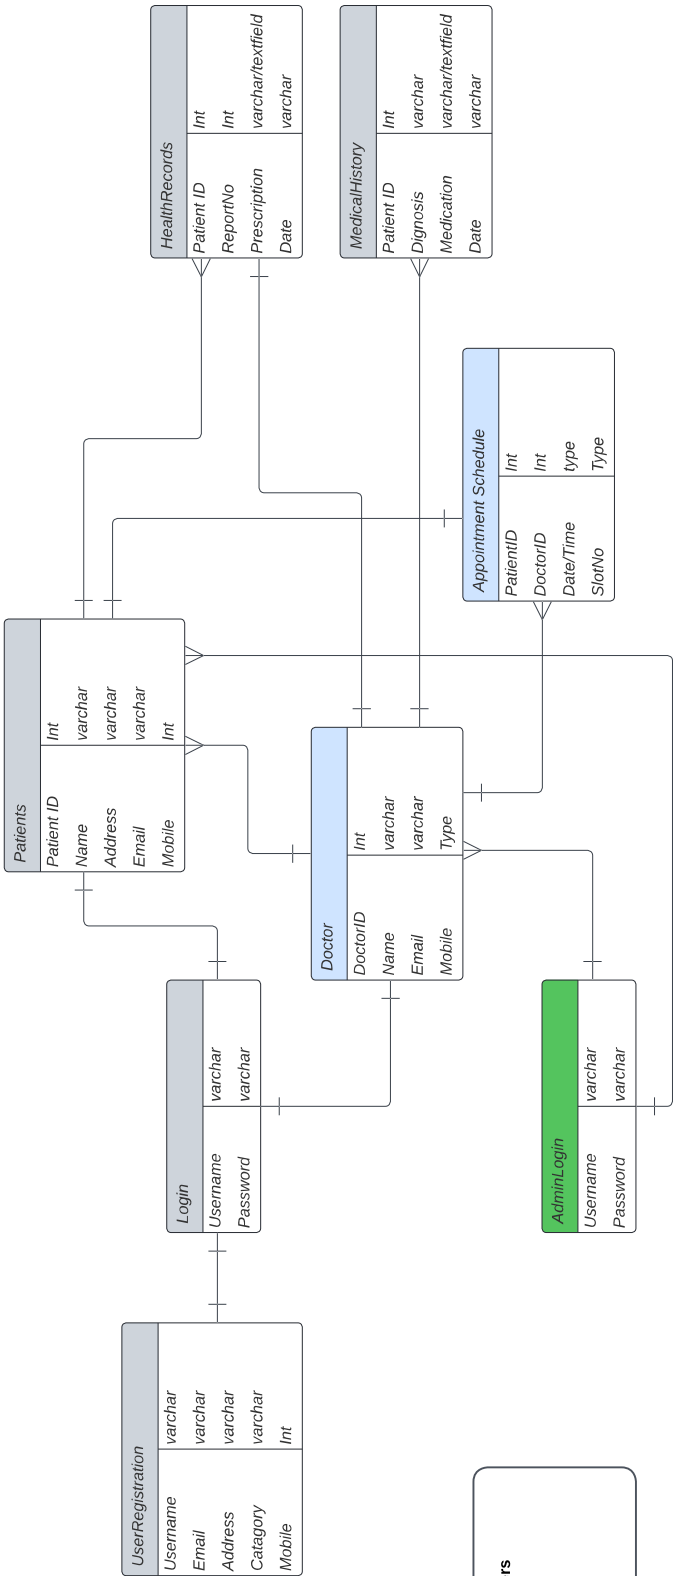 UserRegistration
Username varchar
Email varchar
Address varchar
Catagory varchar
Mobile Int
Login
Username varchar
Password varchar
Patients
Patient ID Int
Name varchar
Address varchar
Email varchar
Mobile Int
HealthRecords
Patient ID Int
ReportNo Int
Prescription varchar/textfield
Date varchar
MedicalHistory
Patient ID Int
Dignosis varchar
Medication varchar/textfield
Date varchar
Doctor
DoctorID Int
Name varchar
Email varchar
Mobile Type
Appointment Schedule
PatientID Int
DoctorID Int
Date/Time type
SlotNo Type
AdminLogin
Username varchar
Password varchar